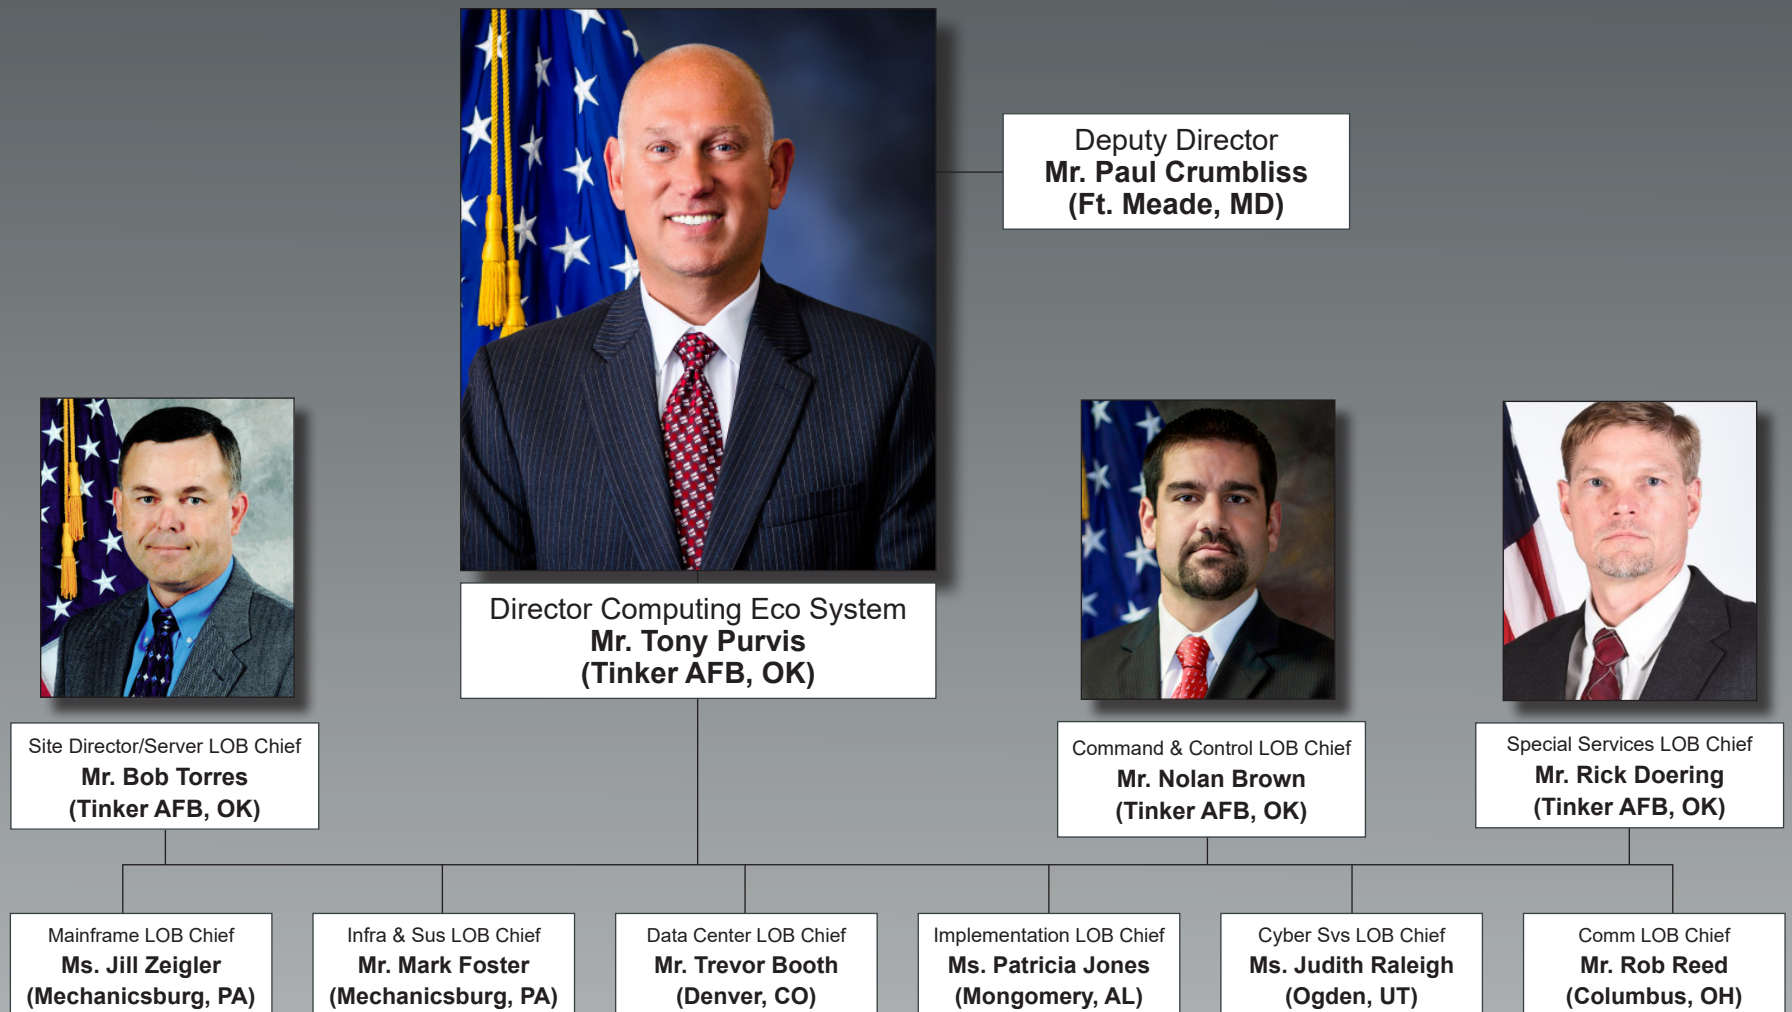 Deputy Director
Mr. Paul Crumbliss
(Ft. Meade, MD)
Director Computing Eco System
Mr. Tony Purvis
(Tinker AFB, OK)
Site Director/Server LOB Chief
Mr. Bob Torres
(Tinker AFB, OK)
Command & Control LOB Chief
Mr. Nolan Brown
(Tinker AFB, OK)
Special Services LOB Chief
Mr. Rick Doering
(Tinker AFB, OK)
Mainframe LOB Chief
Ms. Jill Zeigler
(Mechanicsburg, PA)
Infra & Sus LOB Chief
Mr. Mark Foster
(Mechanicsburg, PA)
Data Center LOB Chief
Mr. Trevor Booth
(Denver, CO)
Implementation LOB Chief
Ms. Patricia Jones
(Mongomery, AL)
Cyber Svs LOB Chief
Ms. Judith Raleigh
(Ogden, UT)
Comm LOB Chief
Mr. Rob Reed
(Columbus, OH)